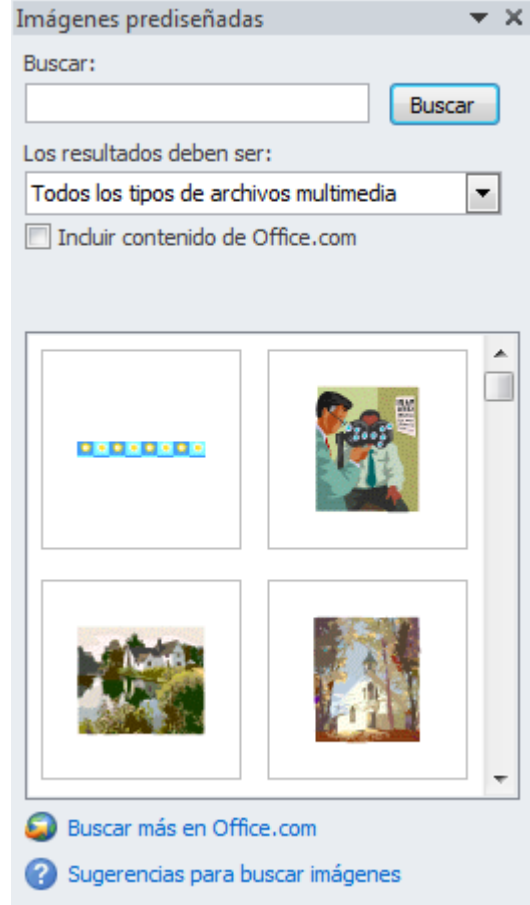 Imágenes prediseñadas
Buscar:
Buscar
Los resultados deben ser:
Todos los tipos de archivos multimedia
Incluir contenido de Office.com
Buscar más en Office.com
Sugerencias para buscar imágenes